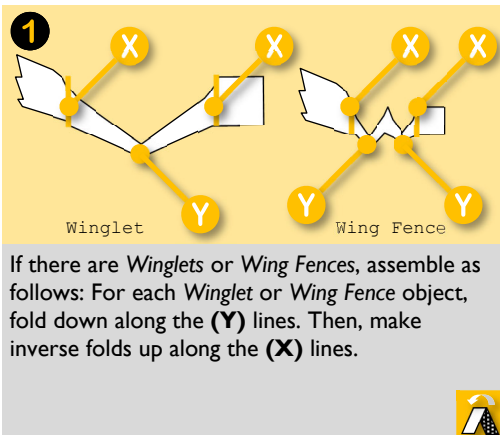 1
X X X X
Y Y Y
Winglet Wing Fence
If there are Winglets or Wing Fences, assemble as
follows: For each Winglet or Wing Fence object,
fold down along the (Y) lines. Then, make
inverse folds up along the (X) lines.